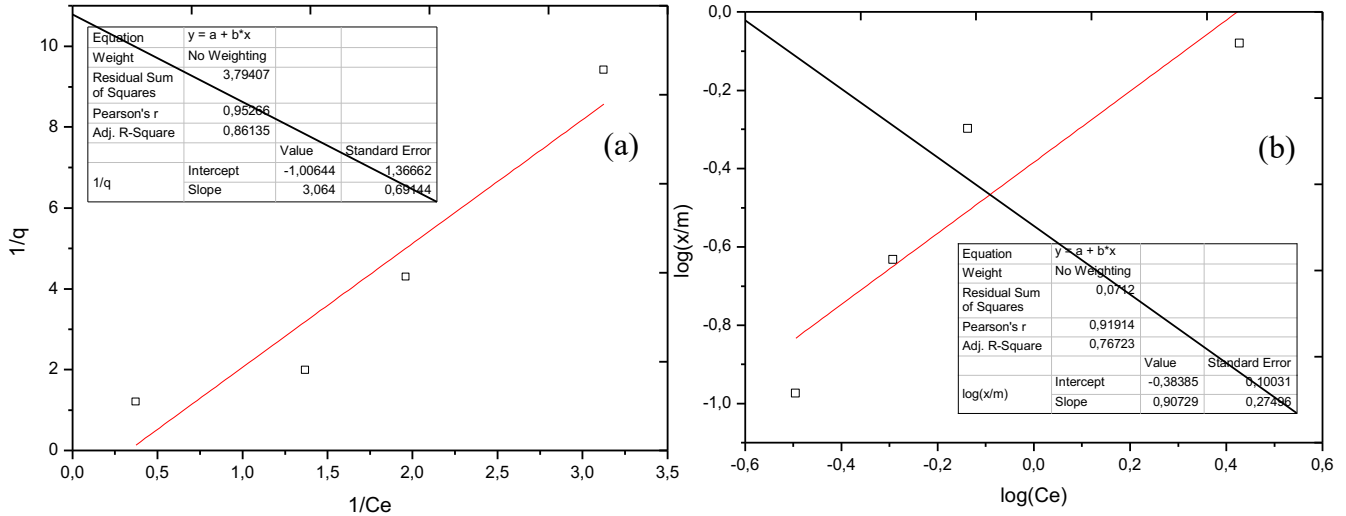 10
8
6
4
2
0
1/q
0,0
0,5
1,0
1,5
2,0
2,5
3,0
3,5
1/Ce
(a)
Equation y = a + b*x
Weight No Weighting
Residual Sum of Squares 3,79407
Pearson's r 0,95266
Adj. R-Square 0,86135
Value Standard Error
1/q Intercept -1,00644 1,36662
Slope 3,064 0,69144
0,0
-0,2
-0,4
-0,6
-0,8
-1,0
log(x/m)
-0,6
-0,4
-0,2
0,0
0,2
0,4
0,6
log(Ce)
(b)
Equation y = a + b*x
Weight No Weighting
Residual Sum of Squares 0,0712
Pearson's r 0,91914
Adj. R-Square 0,76723
Value Standard Error
log(x/m) Intercept -0,38385 0,10031
Slope 0,90729 0,27496